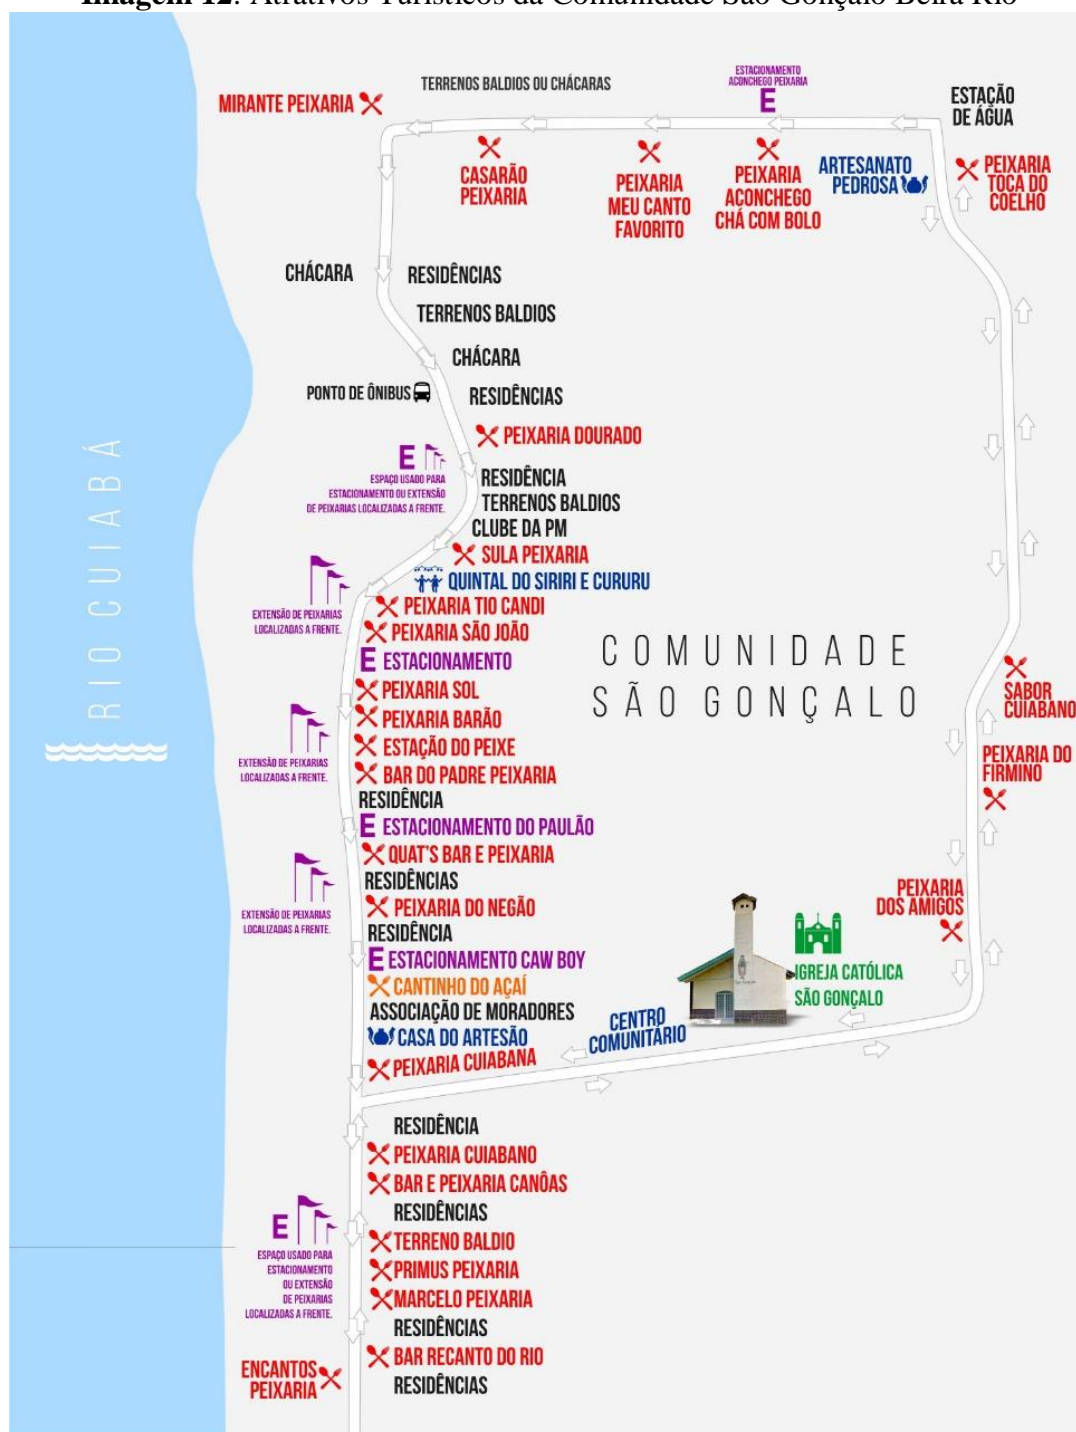 Imagem 12: Atrativos Turísticos da Comunidade São Gonçalo Beira Rio
TERRENOS BALDIOS OU CHÁCARAS
ESTACIONAMENTO
ACONCHEGO PEIXARIA
E
MIRANTE PEIXARIA
ESTAÇÃO
DE ÁGUA
CASARÃO
PEIXARIA
PEIXARIA
MEU CANTO
FAVORITO
PEIXARIA
ACONCHEGO
CHÁ COM BOLO
ARTESANATO
PEDROSA
PEIXARIA
TOCA DO
COELHO
CHÁCARA
RESIDÊNCIAS
TERRENOS BALDIOS
CHÁCARA
PONTO DE ÔNIBUS
RESIDÊNCIAS
PEIXARIA DOURADO
E
ESPAÇO USADO PARA
ESTACIONAMENTO OU EXTENSÃO
DE PEIXARIAS LOCALIZADAS A FRENTE.
RESIDÊNCIA
TERRENOS BALDIOS
CLUBE DA PM
SULA PEIXARIA
QUINTAL DO SIRIRI E CURURU
EXTENSÃO DE PEIXARIAS
LOCALIZADAS A FRENTE.
PEIXARIA TIO CANDI
PEIXARIA SÃO JOÃO
E ESTACIONAMENTO
COMUNIDADE
SÃO GONÇALO
RIO CUIABÁ
PEIXARIA SOL
PEIXARIA BARÃO
ESTAÇÃO DO PEIXE
BAR DO PADRE PEIXARIA
EXTENSÃO DE PEIXARIAS
LOCALIZADAS A FRENTE.
SABOR
CUIABANO
PEIXARIA DO
FIRMINO
RESIDÊNCIA
E ESTACIONAMENTO DO PAULÃO
QUAT'S BAR E PEIXARIA
RESIDÊNCIAS
PEIXARIA DO NEGÃO
EXTENSÃO DE PEIXARIAS
LOCALIZADAS A FRENTE.
PEIXARIA
DOS AMIGOS
RESIDÊNCIA
E ESTACIONAMENTO CAW BOY
CANTINHO DO AÇAÍ
ASSOCIAÇÃO DE MORADORES
CASA DO ARTESÃO
PEIXARIA CUIABANA
IGREJA CATÓLICA
SÃO GONÇALO
CENTRO
COMUNITÁRIO
RESIDÊNCIA
PEIXARIA CUIABANO
BAR E PEIXARIA CANÔAS
RESIDÊNCIAS
TERRENO BALDIO
PRIMUS PEIXARIA
MARCELO PEIXARIA
E
ESPAÇO USADO PARA
ESTACIONAMENTO
OU EXTENSÃO
DE PEIXARIAS
LOCALIZADAS A FRENTE.
RESIDÊNCIAS
BAR RECANTO DO RIO
RESIDÊNCIAS
ENCANTOS
PEIXARIA